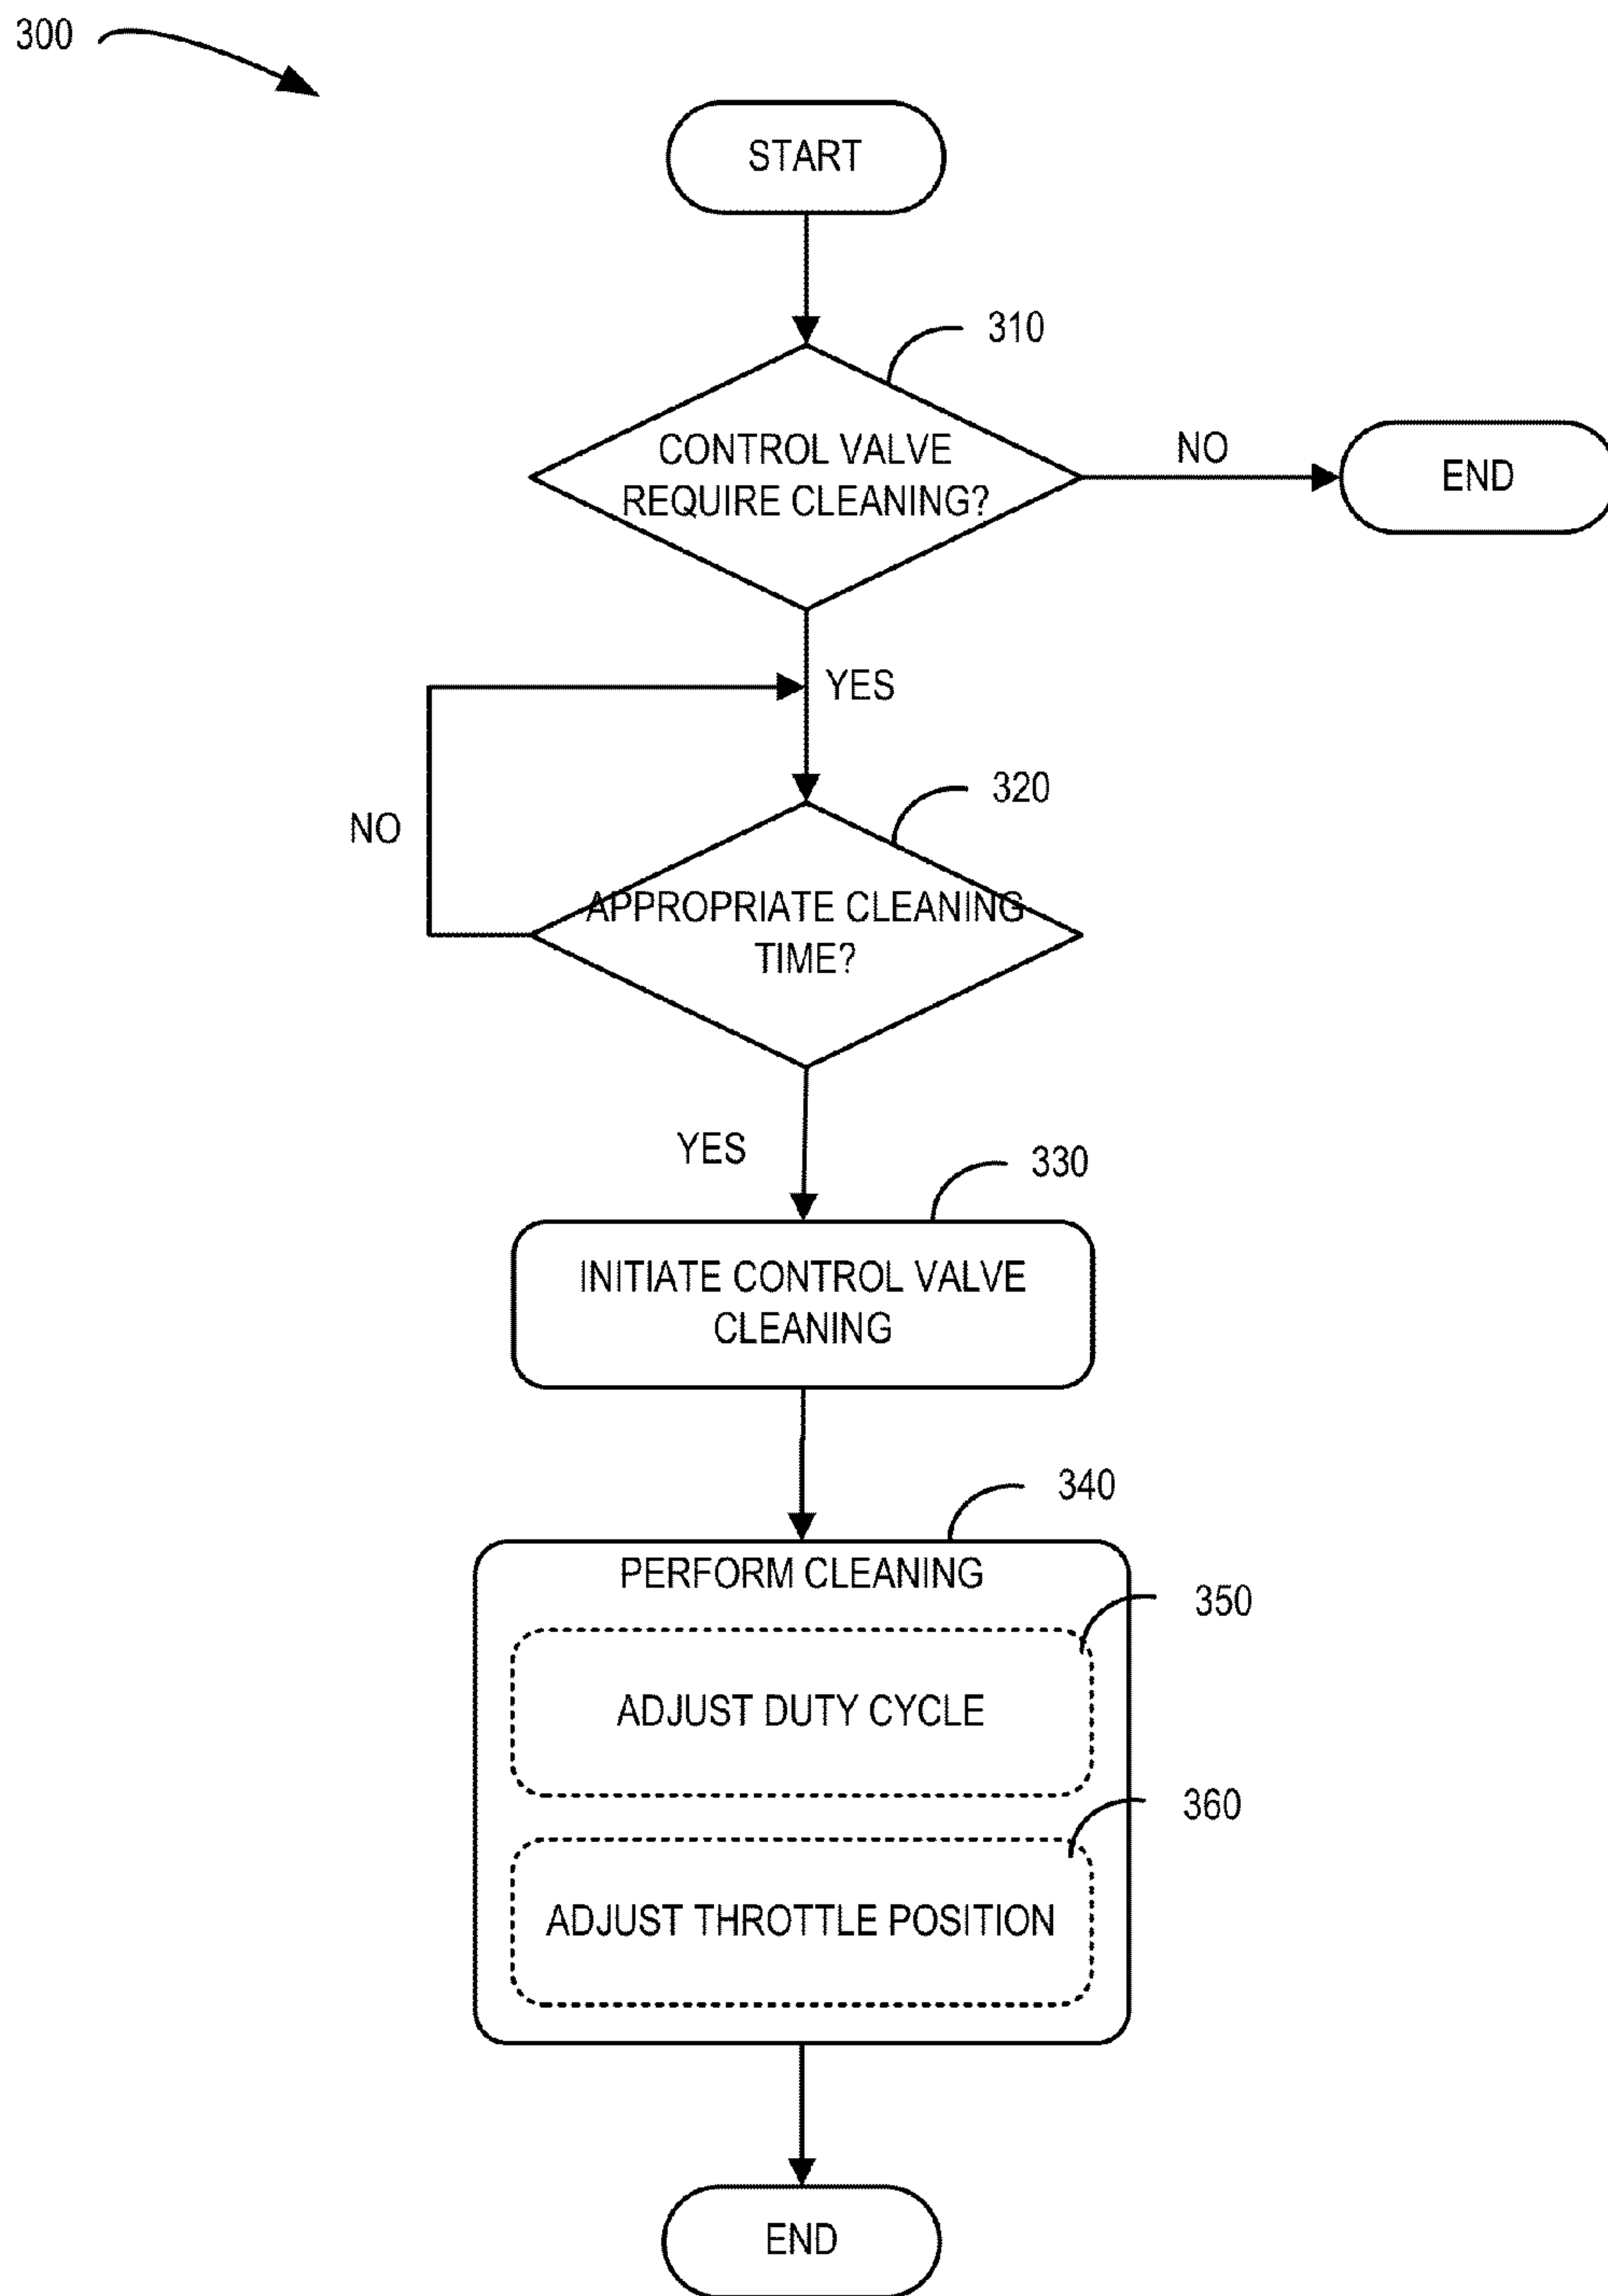 300
START
310
CONTROL VALVE
REQUIRE CLEANING?
NO
END
YES
320
NO
APPROPRIATE CLEANING
TIME?
YES
330
INITIATE CONTROL VALVE
CLEANING
340
PERFORM CLEANING
350
ADJUST DUTY CYCLE
360
ADJUST THROTTLE POSITION
END